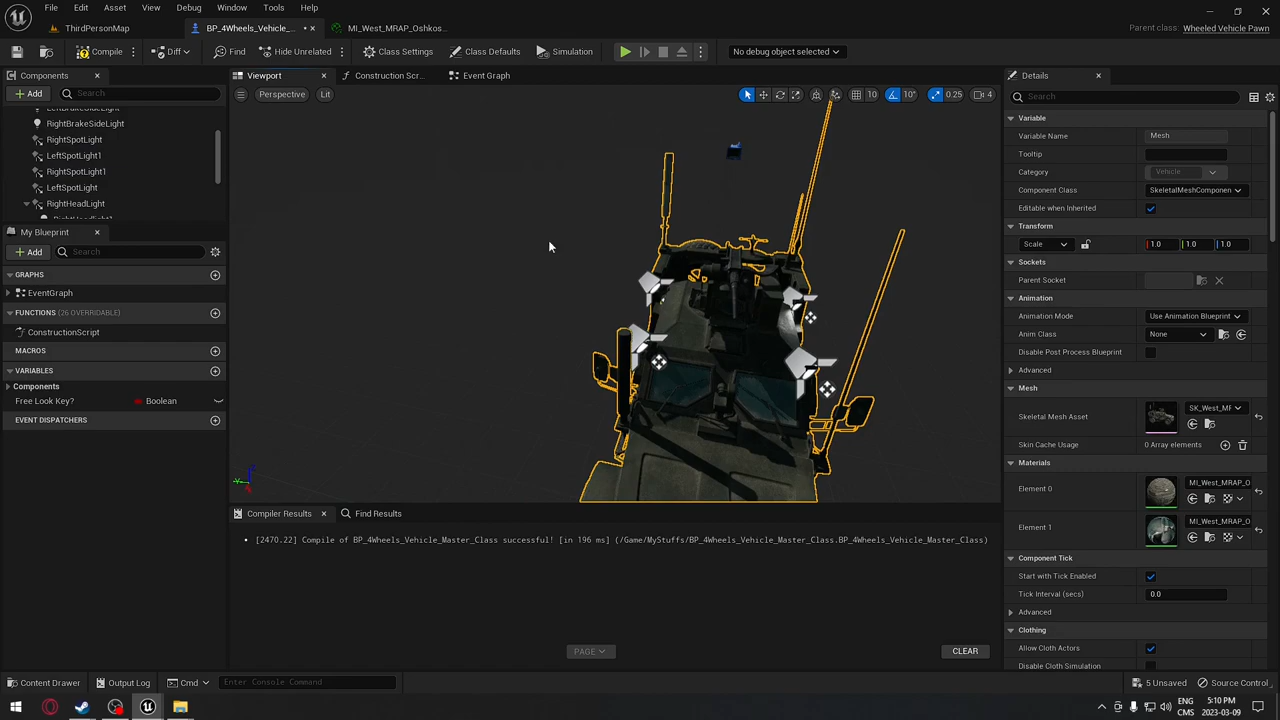 File Edit Asset View Debug Window Tools Help
ThirdPersonMap
BP_4Wheels_Vehicle_...
MI_West_MRAP_Oshkos...
Parent class: Wheeled Vehicle Pawn
Compile
Diff
Find
Hide Unrelated
Class Settings
Class Defaults
Simulation
No debug object selected
Components
Viewport
Construction Scr...
Event Graph
Details
Add
Search
Perspective
Lit
10
10°
0.25
4
Search
RightBrakeSideLight
RightSpotLight
LeftSpotLight1
RightSpotLight1
LeftSpotLight
RightHeadLight
My Blueprint
Add
Search
GRAPHS
EventGraph
FUNCTIONS (26 OVERRIDABLE)
ConstructionScript
MACROS
VARIABLES
Components
Free Look Key?
Boolean
EVENT DISPATCHERS
Variable
Variable Name
Mesh
Tooltip
Category
Vehicle
Component Class
SkeletalMeshComponen
Editable when Inherited
Transform
Scale
1.0
1.0
1.0
Sockets
Parent Socket
Animation
Animation Mode
Use Animation Blueprint
Anim Class
None
Disable Post Process Blueprint
Advanced
Mesh
Skeletal Mesh Asset
SK_West_MF
Skin Cache Usage
0 Array elements
Materials
Element 0
MI_West_MRAP_O
Element 1
MI_West_MRAP_O
Component Tick
Start with Tick Enabled
Tick Interval (secs)
0.0
Advanced
Clothing
Allow Cloth Actors
Disable Cloth Simulation
Compiler Results
Find Results
[2470.22] Compile of BP_4Wheels_Vehicle_Master_Class successful! [in 196 ms] (/Game/MyStuffs/BP_4Wheels_Vehicle_Master_Class.BP_4Wheels_Vehicle_Master_Class)
PAGE
CLEAR
Content Drawer
Output Log
Cmd
Enter Console Command
5 Unsaved
Source Control
ENG
CMS
5:10 PM
2023-03-09